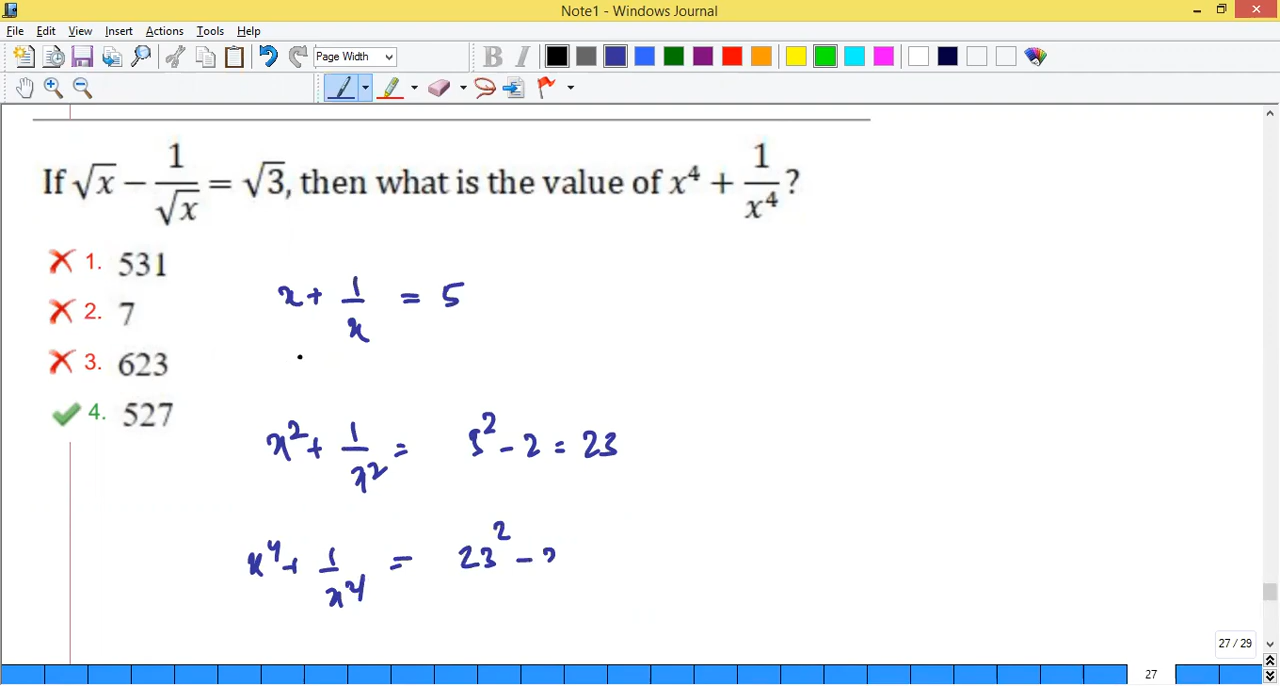 Note1 - Windows Journal
File Edit View Insert Actions Tools Help
Page Width B I
If √x − 1/√x = √3, then what is the value of x⁴ + 1/x⁴ ?
1. 531
2. 7
3. 623
4. 527
x + 1/x = 5
x² + 1/x² = 5² − 2 = 23
x⁴ + 1/x⁴ = 23² −
27 / 29
27